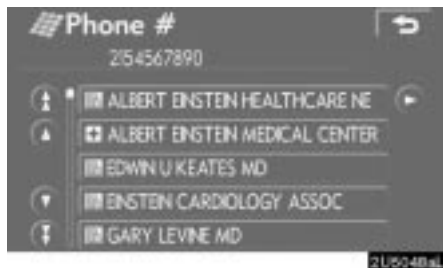 Phone #
2154567890
ALBERT EINSTEIN HEALTHCARE NE
ALBERT EINSTEIN MEDICAL CENTER
EDWIN U KEATES MD
EINSTEIN CARDIOLOGY ASSOC
GARY LEVINE MD
2U5048aL